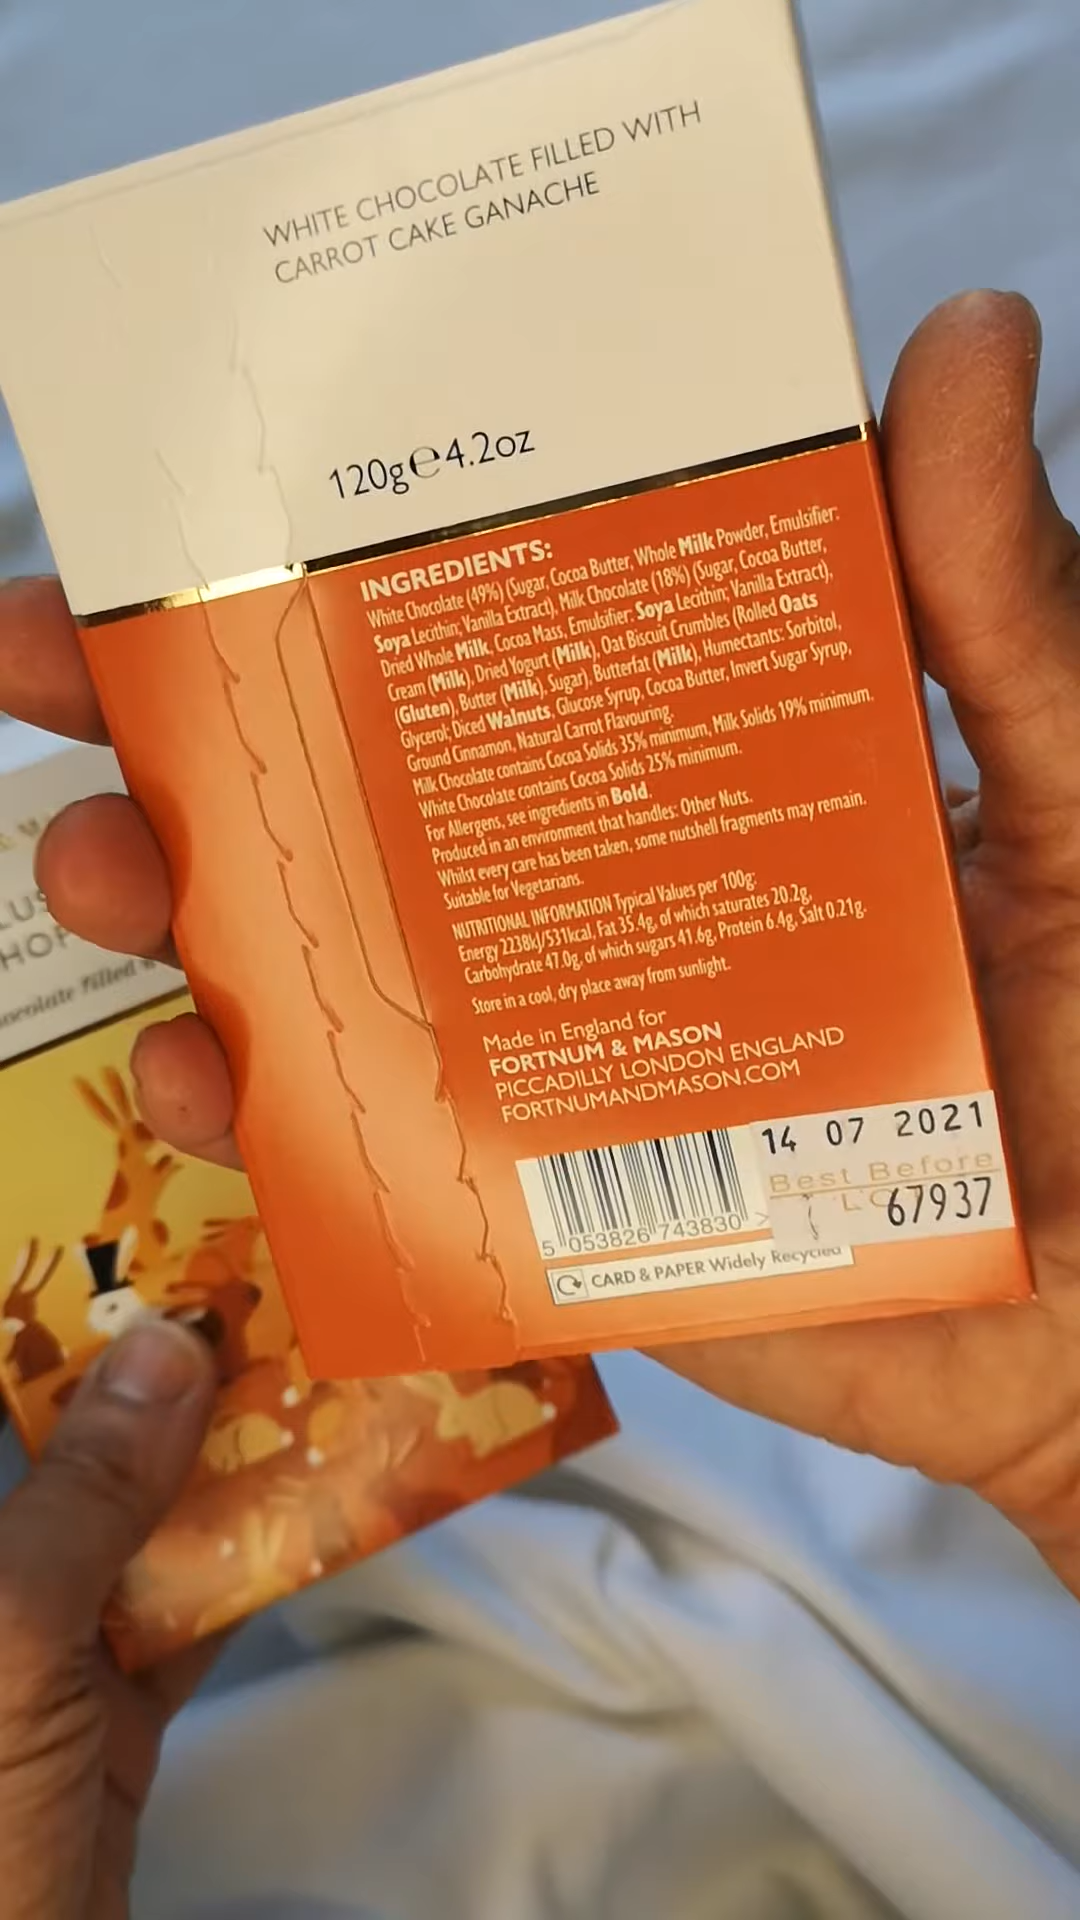 WHITE CHOCOLATE FILLED WITH
CARROT CAKE GANACHE
120g℮4.2oz
INGREDIENTS:
White Chocolate (49%) (Sugar, Cocoa Butter, Whole Milk Powder, Emulsifier:
Soya Lecithin; Vanilla Extract), Milk Chocolate (18%) (Sugar, Cocoa Butter,
Dried Whole Milk, Cocoa Mass, Emulsifier: Soya Lecithin; Vanilla Extract),
Cream (Milk), Dried Yogurt (Milk), Oat Biscuit Crumbles (Rolled Oats
(Gluten), Butter (Milk), Sugar), Butterfat (Milk), Humectants: Sorbitol,
Glycerol; Diced Walnuts, Glucose Syrup, Cocoa Butter, Invert Sugar Syrup,
Ground Cinnamon, Natural Carrot Flavouring.
Milk Chocolate contains Cocoa Solids 35% minimum, Milk Solids 19% minimum.
White Chocolate contains Cocoa Solids 25% minimum.
For Allergens, see ingredients in Bold.
Produced in an environment that handles: Other Nuts.
Whilst every care has been taken, some nutshell fragments may remain.
Suitable for Vegetarians.
NUTRITIONAL INFORMATION Typical Values per 100g:
Energy 2238kJ/531kcal, Fat 35.4g, of which saturates 20.2g,
Carbohydrate 47.0g, of which sugars 41.6g, Protein 6.4g, Salt 0.21g.
Store in a cool, dry place away from sunlight.
Made in England for
FORTNUM & MASON
PICCADILLY LONDON ENGLAND
FORTNUMANDMASON.COM
14 07 2021
Best Before
67937
5 053826 743830 >
CARD & PAPER Widely Recycled
filled